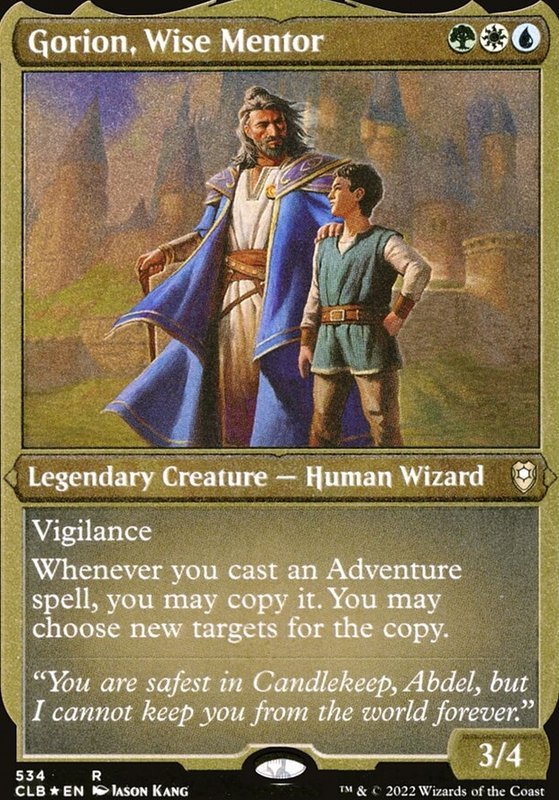 Gorion, Wise Mentor
Legendary Creature — Human Wizard
Vigilance
Whenever you cast an Adventure
spell, you may copy it. You may
choose new targets for the copy.
“You are safest in Candlekeep, Abdel, but
I cannot keep you from the world forever.”
3/4
534 R
CLB★EN Jason Kang
™ & © 2022 Wizards of the Coast